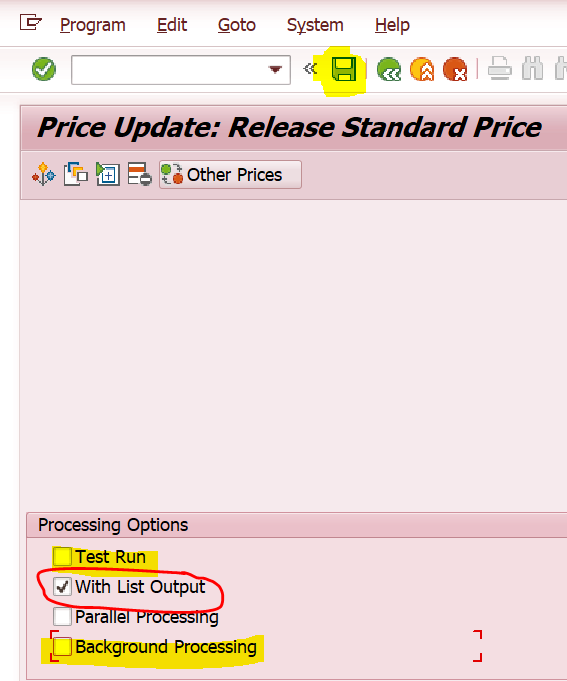 Program Edit Goto System Help
Price Update: Release Standard Price
Other Prices
Processing Options
Test Run
With List Output
Parallel Processing
Background Processing